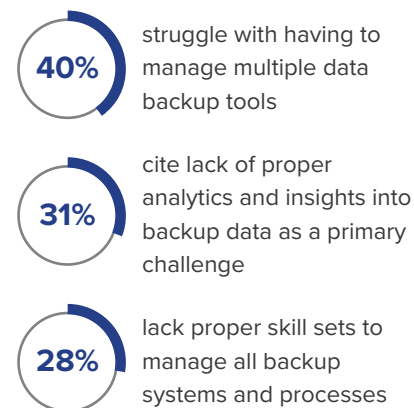 40%
struggle with having to
manage multiple data
backup tools
31%
cite lack of proper
analytics and insights into
backup data as a primary
challenge
28%
lack proper skill sets to
manage all backup
systems and processes